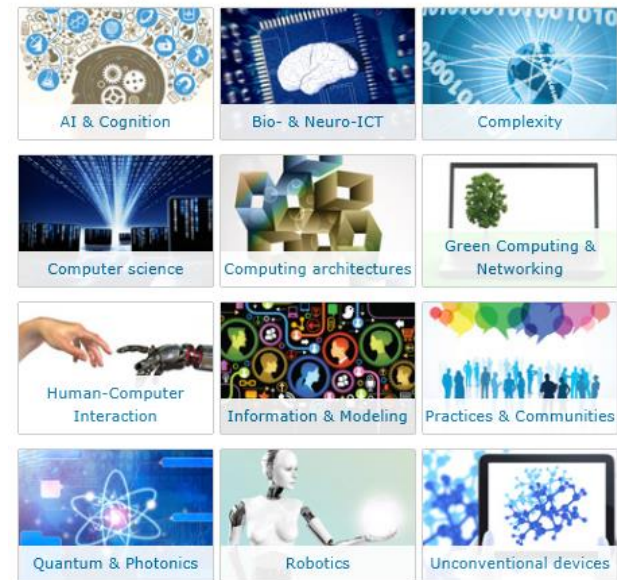 AI & Cognition
Bio- & Neuro-ICT
Complexity
Computer science
Computing architectures
Green Computing &
Networking
Human-Computer
Interaction
Information & Modeling
Practices & Communities
Quantum & Photonics
Robotics
Unconventional devices